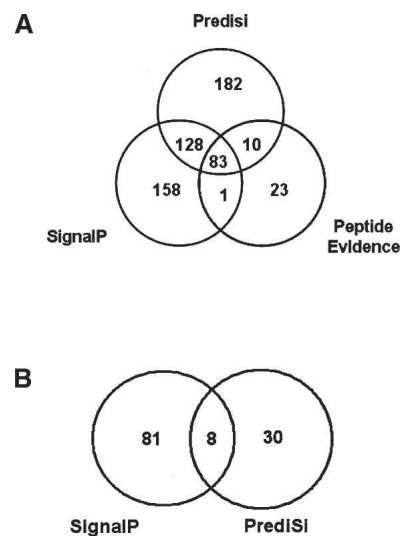 A
Predisi
182
128
10
83
158
1
23
SignalP
Peptide
Evidence
B
81
8
30
SignalP
PrediSi